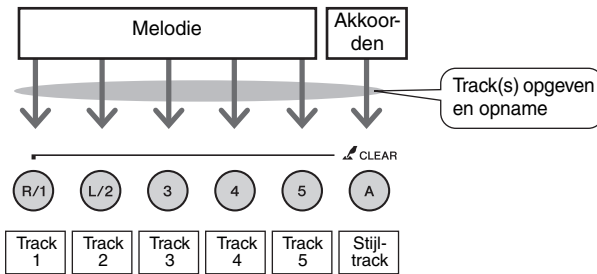 Melodie
Akkoor-
den
Track(s) opgeven
en opname
CLEAR
R/1 L/2 3 4 5 A
Track Track Track Track Track Stijl-
1 2 3 4 5 track